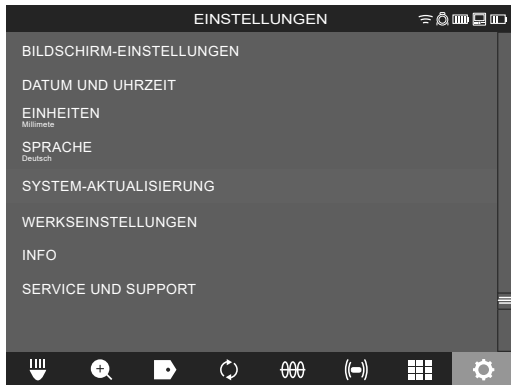 EINSTELLUNGEN
BILDSCHIRM-EINSTELLUNGEN
DATUM UND UHRZEIT
EINHEITEN
Millimete
SPRACHE
Deutsch
SYSTEM-AKTUALISIERUNG
WERKSEINSTELLUNGEN
INFO
SERVICE UND SUPPORT